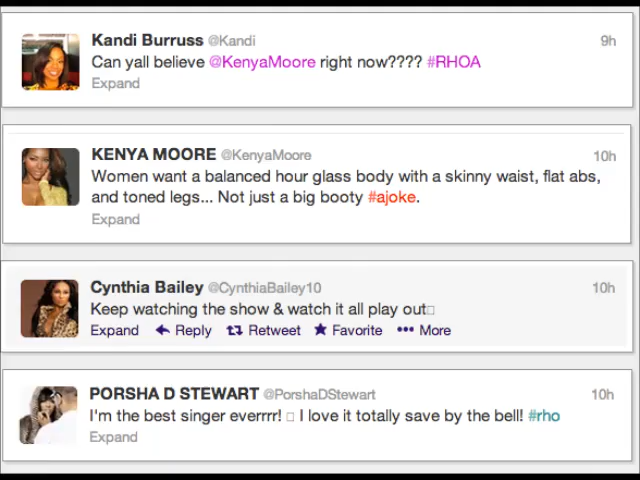 Kandi Burruss @Kandi 9h
Can yall believe @KenyaMoore right now???? #RHOA
Expand
KENYA MOORE @KenyaMoore 10h
Women want a balanced hour glass body with a skinny waist, flat abs,
and toned legs... Not just a big booty #ajoke.
Expand
Cynthia Bailey @CynthiaBailey10 10h
Keep watching the show & watch it all play out
Expand Reply Retweet Favorite More
PORSHA D STEWART @PorshaDStewart 10h
I'm the best singer everrrr! I love it totally save by the bell! #rho
Expand